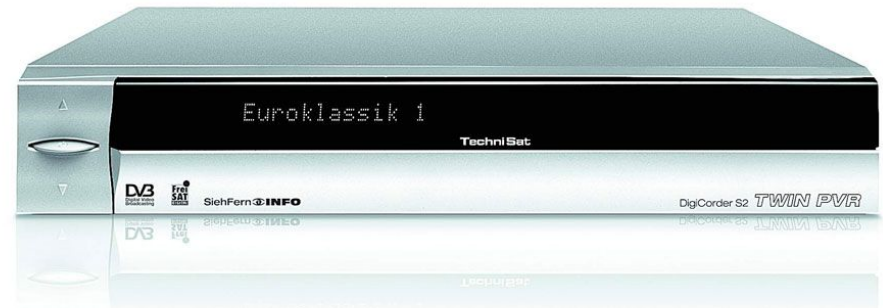 Euroklassik 1
TechniSat
DVB
Digital Video
Broadcasting
Frei
SAT
SiehFern INFO
DigiCorder S2 TWIN PVR